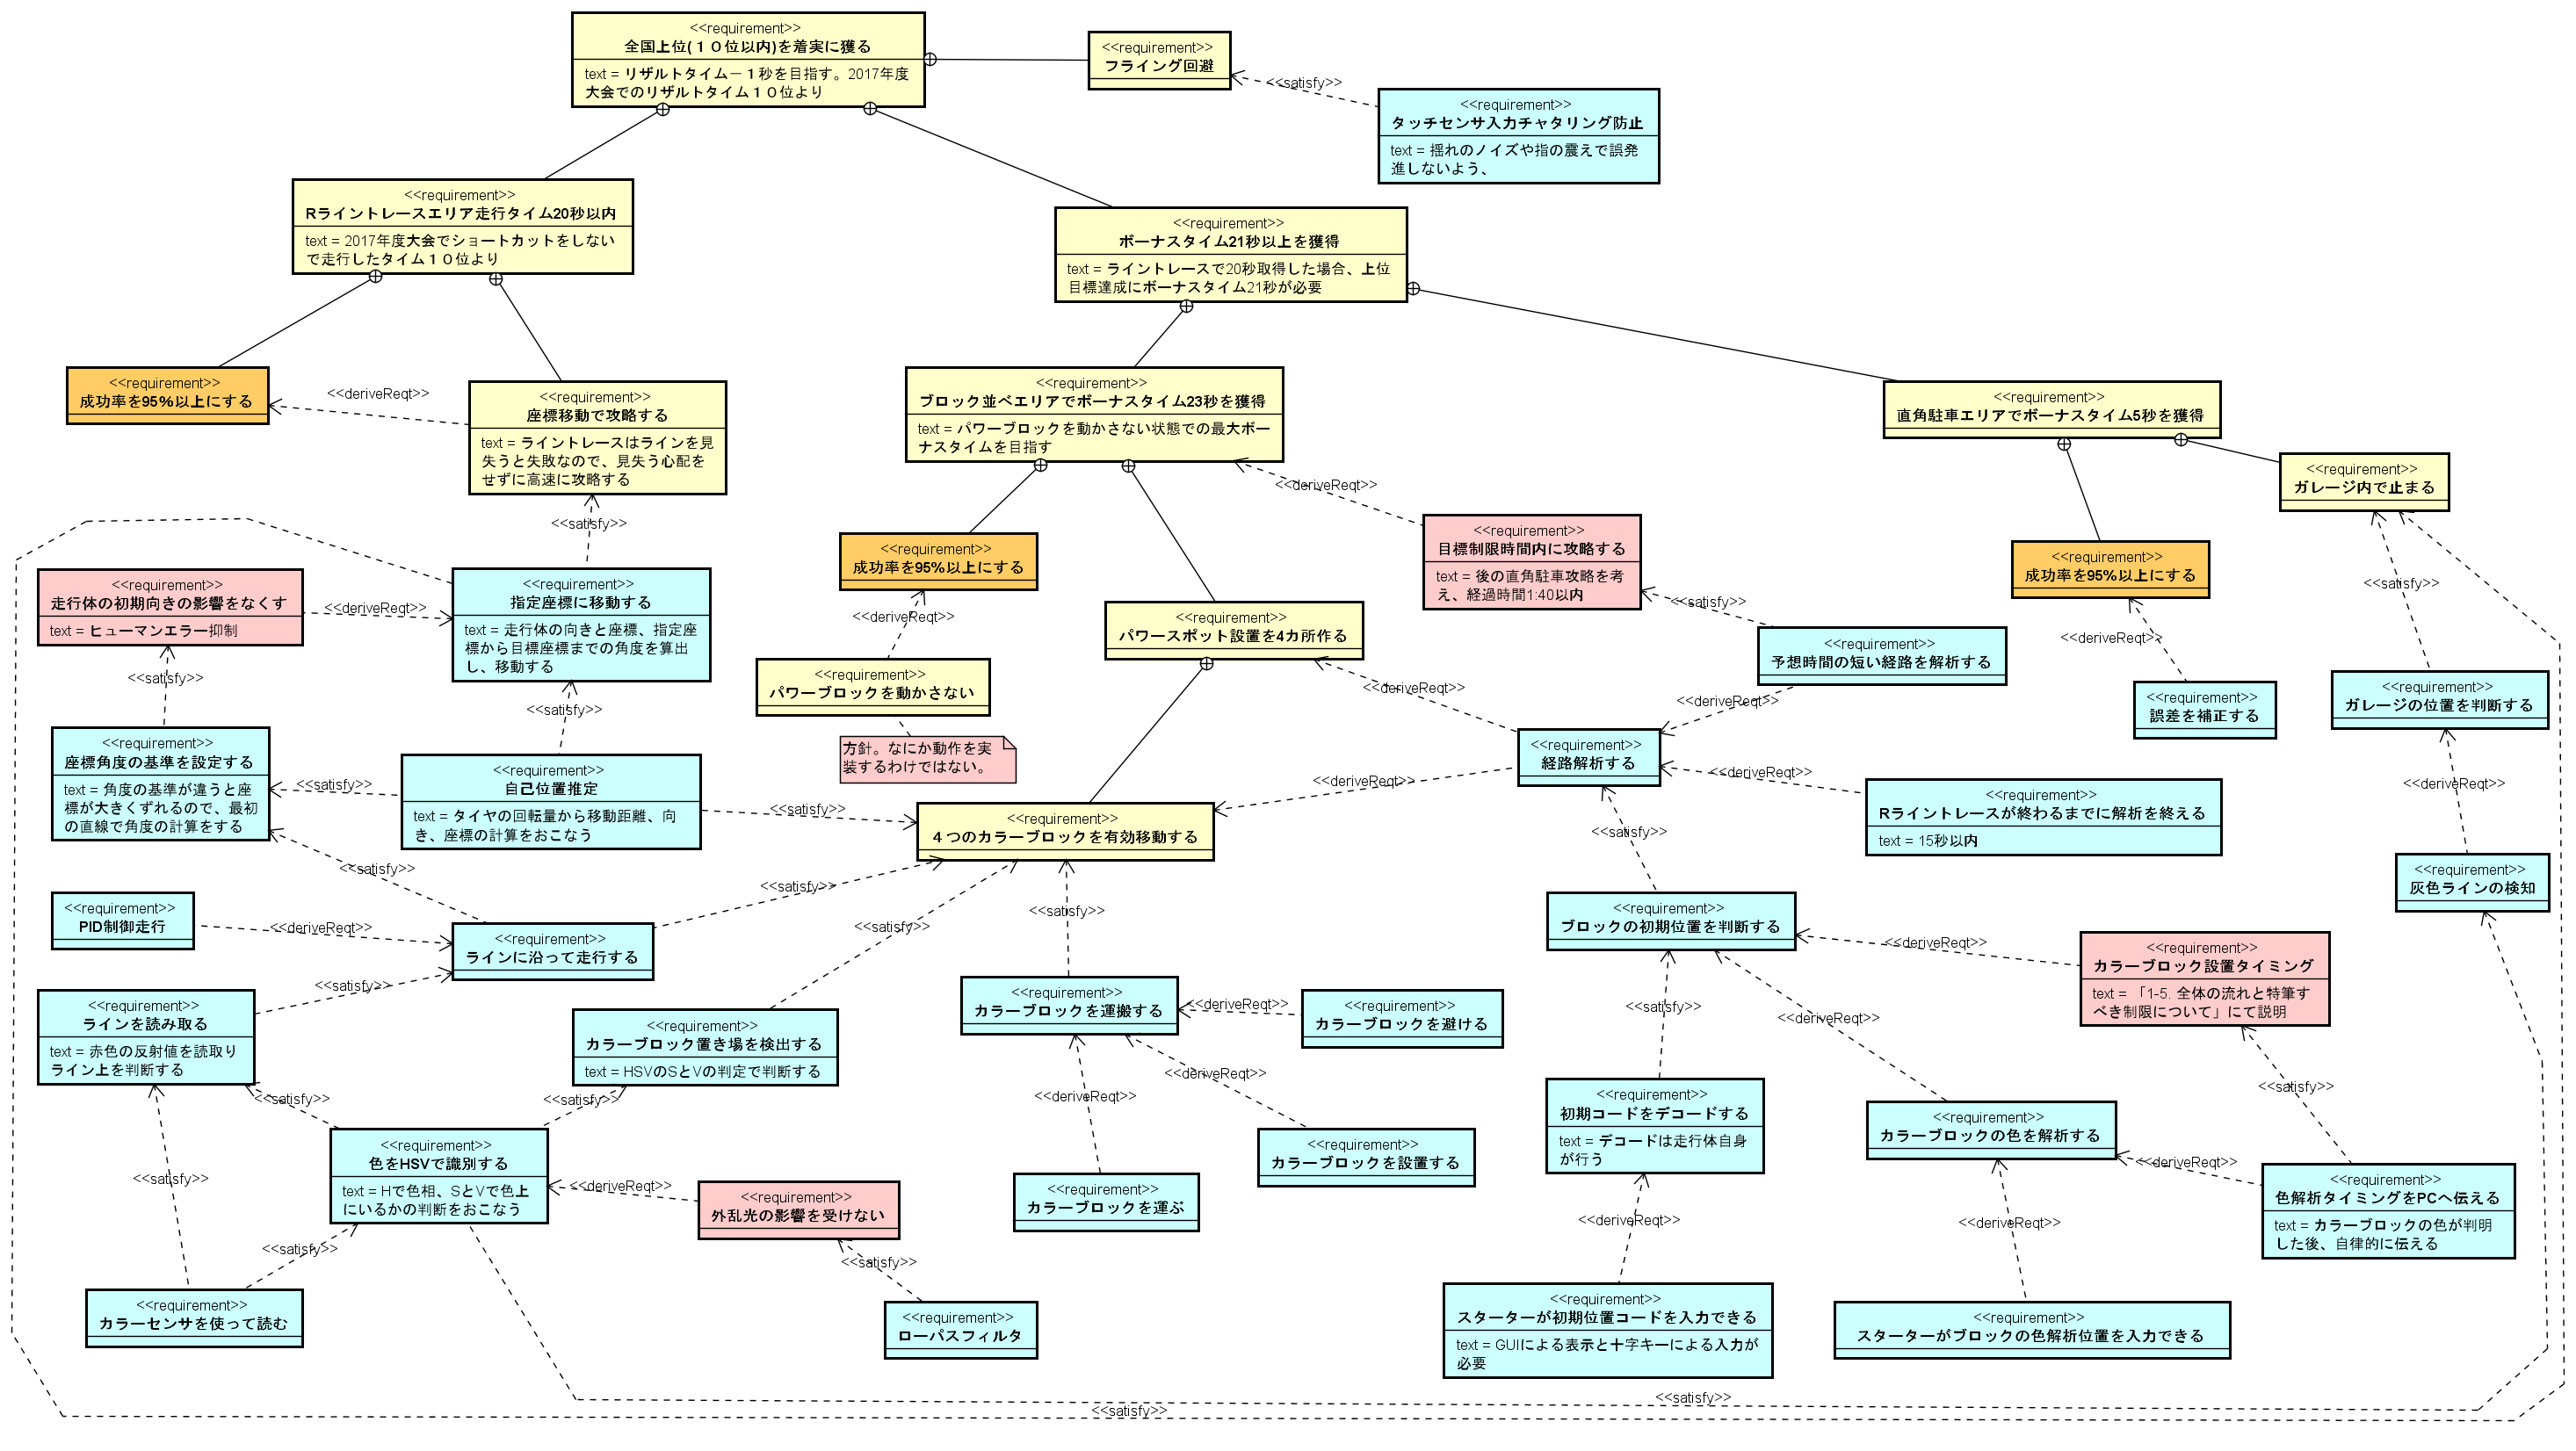 <<requirement>>
全国上位(１０位以内)を着実に獲る
text = リザルトタイム－１秒を目指す。2017年度
大会でのリザルトタイム１０位より
<<requirement>>
フライング回避
<<satisfy>>
<<requirement>>
タッチセンサ入力チャタリング防止
text = 揺れのノイズや指の震えで誤発
進しないよう、
<<requirement>>
Rライントレースエリア走行タイム20秒以内
text = 2017年度大会でショートカットをしない
で走行したタイム１０位より
<<requirement>>
ボーナスタイム21秒以上を獲得
text = ライントレースで20秒取得した場合、上位
目標達成にボーナスタイム21秒が必要
<<requirement>>
成功率を95%以上にする
<<deriveReqt>>
<<requirement>>
座標移動で攻略する
text = ライントレースはラインを見
失うと失敗なので、見失う心配を
せずに高速に攻略する
<<requirement>>
ブロック並べエリアでボーナスタイム23秒を獲得
text = パワーブロックを動かさない状態での最大ボー
ナスタイムを目指す
<<requirement>>
直角駐車エリアでボーナスタイム5秒を獲得
<<requirement>>
ガレージ内で止まる
<<deriveReqt>>
<<satisfy>>
<<requirement>>
成功率を95%以上にする
<<requirement>>
目標制限時間内に攻略する
text = 後の直角駐車攻略を考
え、経過時間1:40以内
<<requirement>>
成功率を95%以上にする
<<satisfy>>
<<requirement>>
走行体の初期向きの影響をなくす
text = ヒューマンエラー抑制
<<deriveReqt>>
<<requirement>>
指定座標に移動する
text = 走行体の向きと座標、指定座
標から目標座標までの角度を算出
し、移動する
<<deriveReqt>>
<<requirement>>
パワースポット設置を4カ所作る
<<satisfy>>
<<requirement>>
予想時間の短い経路を解析する
<<deriveReqt>>
<<satisfy>>
<<satisfy>>
<<requirement>>
パワーブロックを動かさない
<<deriveReqt>>
<<deriveReqt>>
<<requirement>>
誤差を補正する
<<requirement>>
ガレージの位置を判断する
方針。なにか動作を実
装するわけではない。
<<requirement>>
経路解析する
<<requirement>>
座標角度の基準を設定する
text = 角度の基準が違うと座
標が大きくずれるので、最初
の直線で角度の計算をする
<<satisfy>>
<<requirement>>
自己位置推定
text = タイヤの回転量から移動距離、向
き、座標の計算をおこなう
<<satisfy>>
<<deriveReqt>>
<<deriveReqt>>
<<deriveReqt>>
<<requirement>>
４つのカラーブロックを有効移動する
<<requirement>>
Rライントレースが終わるまでに解析を終える
text = 15秒以内
<<satisfy>>
<<satisfy>>
<<satisfy>>
<<requirement>>
灰色ラインの検知
<<requirement>>
PID制御走行
<<deriveReqt>>
<<requirement>>
ラインに沿って走行する
<<satisfy>>
<<satisfy>>
<<requirement>>
ブロックの初期位置を判断する
<<deriveReqt>>
<<requirement>>
カラーブロック設置タイミング
text = 「1-5. 全体の流れと特筆す
べき制限について」にて説明
<<satisfy>>
<<requirement>>
ラインを読み取る
text = 赤色の反射値を読取り
ライン上を判断する
<<requirement>>
カラーブロック置き場を検出する
text = HSVのSとVの判定で判断する
<<requirement>>
カラーブロックを運搬する
<<deriveReqt>>
<<requirement>>
カラーブロックを避ける
<<satisfy>>
<<deriveReqt>>
<<satisfy>>
<<satisfy>>
<<deriveReqt>>
<<deriveReqt>>
<<satisfy>>
<<requirement>>
初期コードをデコードする
text = デコードは走行体自身
が行う
<<requirement>>
カラーブロックの色を解析する
<<requirement>>
色をHSVで識別する
text = Hで色相、SとVで色上
にいるかの判断をおこなう
<<requirement>>
カラーブロックを設置する
<<satisfy>>
<<deriveReqt>>
<<requirement>>
外乱光の影響を受けない
<<requirement>>
カラーブロックを運ぶ
<<deriveReqt>>
<<requirement>>
色解析タイミングをPCへ伝える
text = カラーブロックの色が判明
した後、自律的に伝える
<<deriveReqt>>
<<deriveReqt>>
<<satisfy>>
<<satisfy>>
<<requirement>>
カラーセンサを使って読む
<<requirement>>
ローパスフィルタ
<<requirement>>
スターターが初期位置コードを入力できる
text = GUIによる表示と十字キーによる入力が
必要
<<requirement>>
スターターがブロックの色解析位置を入力できる
<<satisfy>>
<<satisfy>>